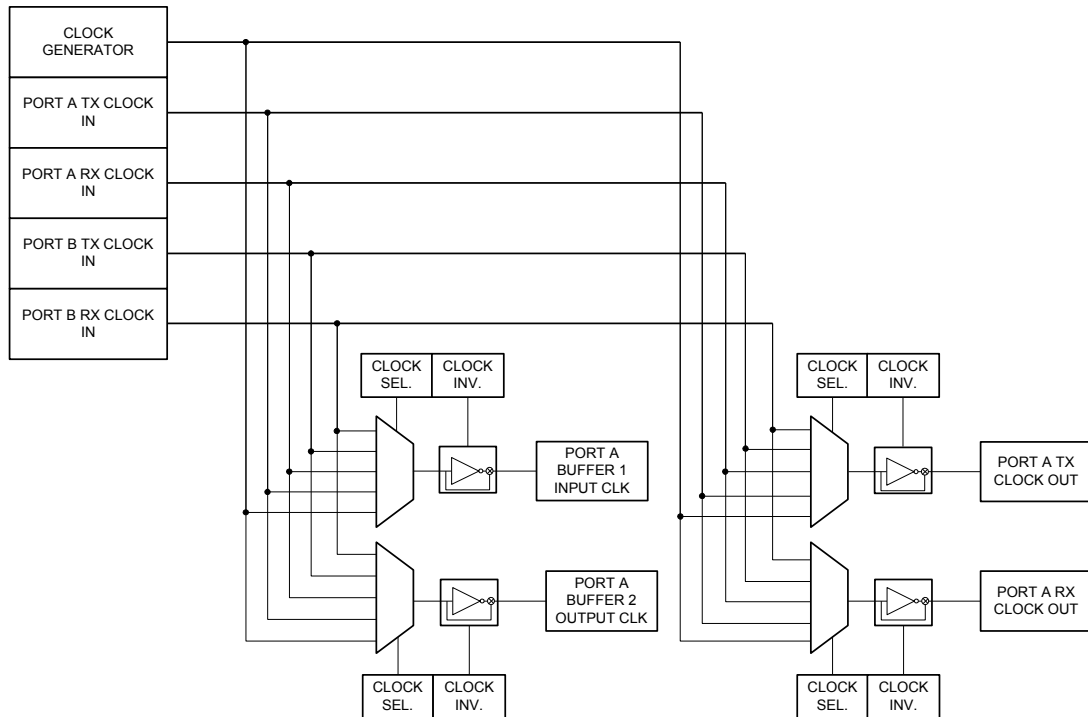 CLOCK
GENERATOR
PORT A TX CLOCK
IN
PORT A RX CLOCK
IN
PORT B TX CLOCK
IN
PORT B RX CLOCK
IN
CLOCK
SEL.
CLOCK
INV.
CLOCK
SEL.
CLOCK
INV.
PORT A
BUFFER 1
INPUT CLK
PORT A TX
CLOCK OUT
PORT A
BUFFER 2
OUTPUT CLK
PORT A RX
CLOCK OUT
CLOCK
SEL.
CLOCK
INV.
CLOCK
SEL.
CLOCK
INV.